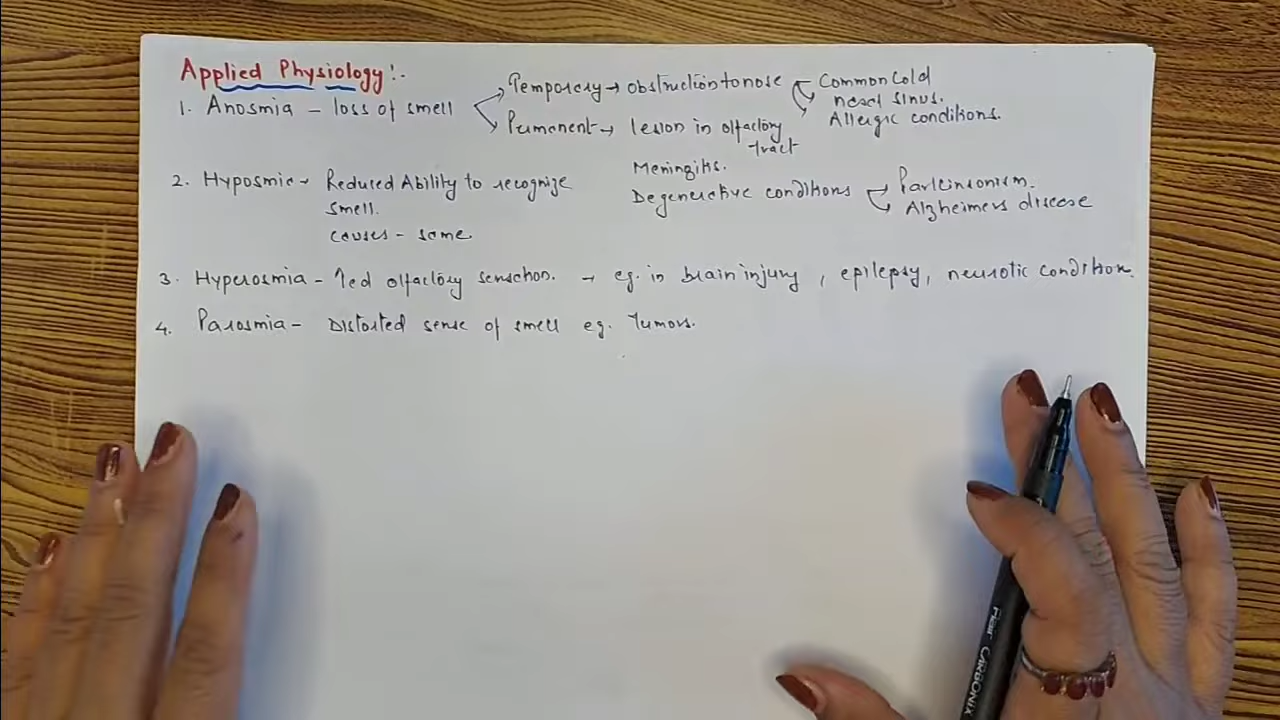 Applied Physiology:-
1. Anosmia - loss of smell
Temporary → obstruction to nose
Common cold
nasal sinus.
Allergic conditions.
Permanent → lesion in olfactory
tract
Meningitis.
Degenerative conditions
Parkinsonism.
Alzheimers disease
2. Hyposmia - Reduced Ability to recognize
smell.
causes - same.
3. Hyperosmia - ↑ed olfactory sensation. → eg. in brain injury, epilepsy, neurotic condition.
4. Parosmia - Distorted sense of smell eg. Tumors.
Flair CARBONIX